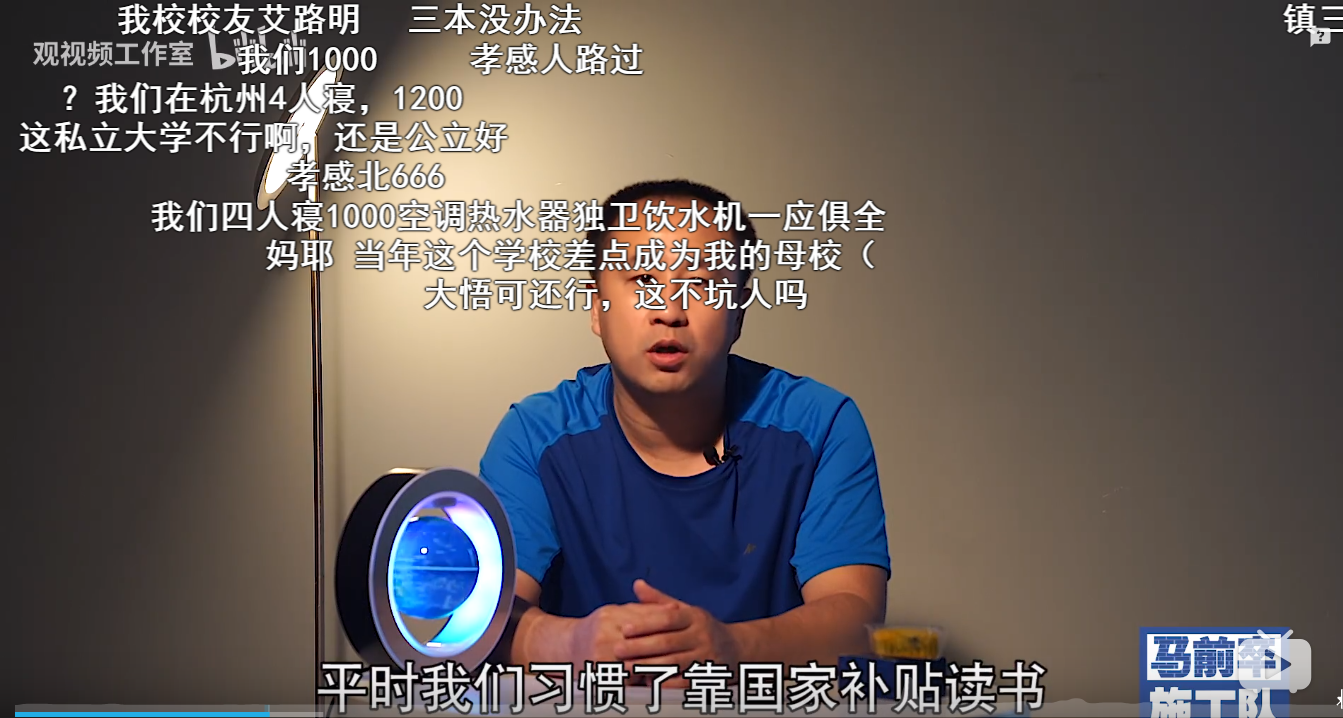 我校校友艾路明 三本没办法 镇三
观视频工作室 bilibili
我们1000 孝感人路过
？我们在杭州4人寝，1200
这私立大学不行啊，还是公立好
孝感北666
我们四人寝1000空调热水器独卫饮水机一应俱全
妈耶 当年这个学校差点成为我的母校（
大悟可还行，这不坑人吗
平时我们习惯了靠国家补贴读书
马前卒
施工队